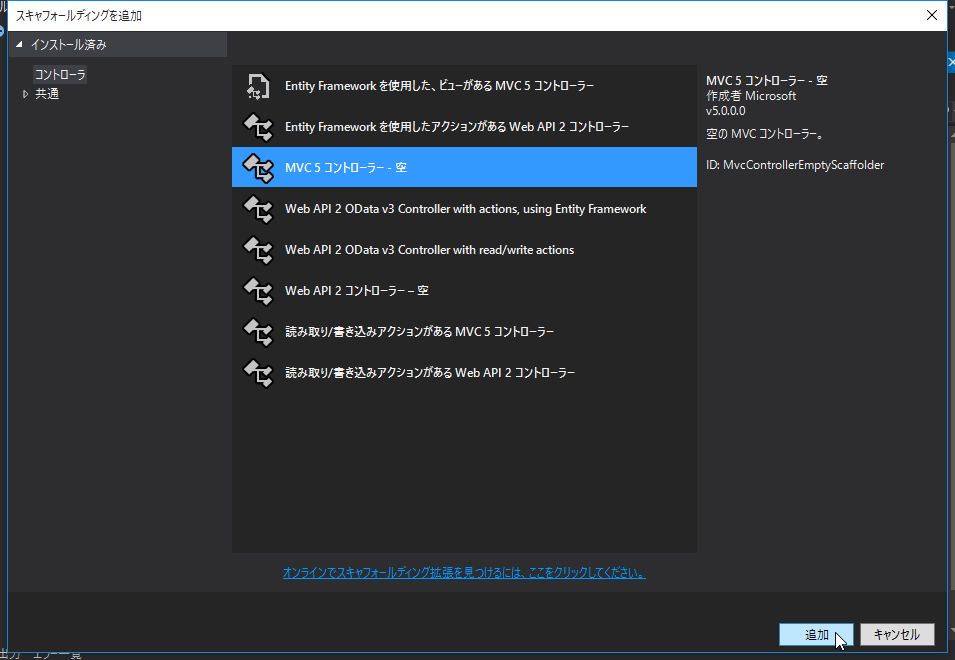 スキャフォールディングを追加
インストール済み
コントローラ
共通
Entity Framework を使用した、ビューがある MVC 5 コントローラー
Entity Framework を使用したアクションがある Web API 2 コントローラー
MVC 5 コントローラー - 空
Web API 2 OData v3 Controller with actions, using Entity Framework
Web API 2 OData v3 Controller with read/write actions
Web API 2 コントローラー – 空
読み取り/書き込みアクションがある MVC 5 コントローラー
読み取り/書き込みアクションがある Web API 2 コントローラー
MVC 5 コントローラー - 空
作成者 Microsoft
v5.0.0.0
空の MVC コントローラー。
ID: MvcControllerEmptyScaffolder
オンラインでスキャフォールディング拡張を見つけるには、ここをクリックしてください。
追加
キャンセル